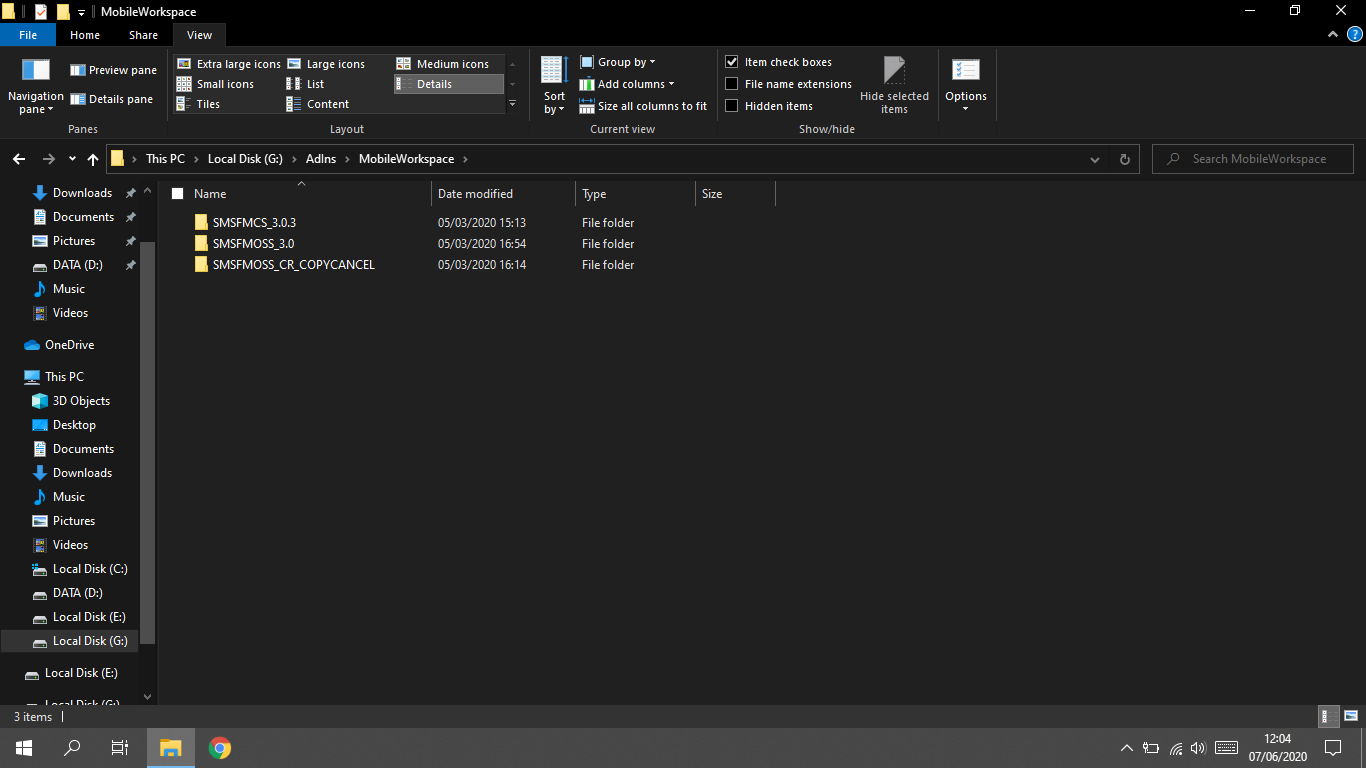 MobileWorkspace
File Home Share View
Navigation pane
Preview pane
Details pane
Panes
Extra large icons Large icons Medium icons
Small icons List Details
Tiles Content
Layout
Sort by
Group by
Add columns
Size all columns to fit
Current view
Item check boxes
File name extensions
Hidden items
Hide selected items
Show/hide
Options
This PC Local Disk (G:) AdIns MobileWorkspace
Search MobileWorkspace
Downloads
Documents
Pictures
DATA (D:)
Music
Videos
OneDrive
This PC
3D Objects
Desktop
Documents
Downloads
Music
Pictures
Videos
Local Disk (C:)
DATA (D:)
Local Disk (E:)
Local Disk (G:)
Local Disk (E:)
Local Disk (G:)
Name Date modified Type Size
SMSFMCS_3.0.3 05/03/2020 15:13 File folder
SMSFMOSS_3.0 05/03/2020 16:54 File folder
SMSFMOSS_CR_COPYCANCEL 05/03/2020 16:14 File folder
3 items
12:04
07/06/2020